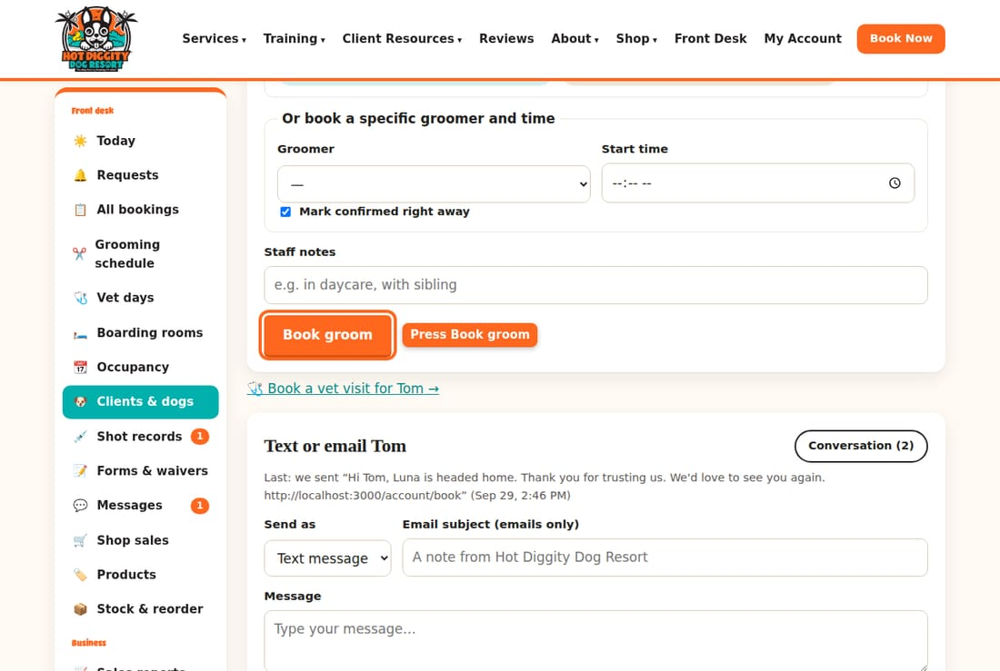 HOT DIGGITY
DOG RESORT
Services
Training
Client Resources
Reviews
About
Shop
Front Desk
My Account
Book Now
Front desk
Today
Requests
All bookings
Grooming
schedule
Vet days
Boarding rooms
Occupancy
Clients & dogs
Shot records 1
Forms & waivers
Messages 1
Shop sales
Products
Stock & reorder
Business
Sales reports
Or book a specific groomer and time
Groomer
Start time
—
--:-- --
Mark confirmed right away
Staff notes
e.g. in daycare, with sibling
Book groom
Press Book groom
Book a vet visit for Tom →
Text or email Tom
Conversation (2)
Last: we sent “Hi Tom, Luna is headed home. Thank you for trusting us. We'd love to see you again.
http://localhost:3000/account/book” (Sep 29, 2:46 PM)
Send as
Email subject (emails only)
Text message
A note from Hot Diggity Dog Resort
Message
Type your message…